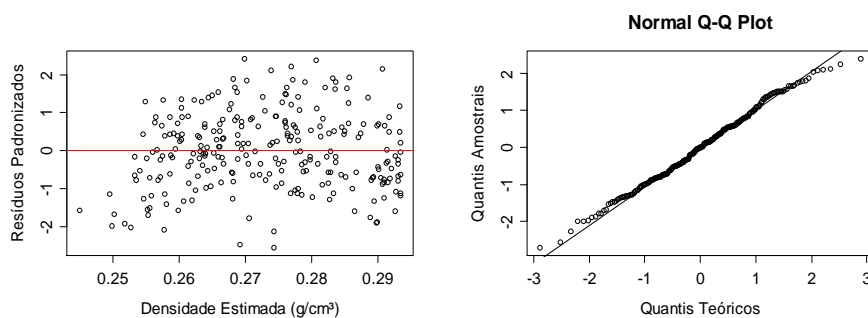 Normal Q-Q Plot
Resíduos Padronizados
2
1
0
-1
-2
0.25 0.26 0.27 0.28 0.29
Densidade Estimada (g/cm³)
Quantis Amostrais
2
1
0
-1
-2
-3 -2 -1 0 1 2 3
Quantis Teóricos